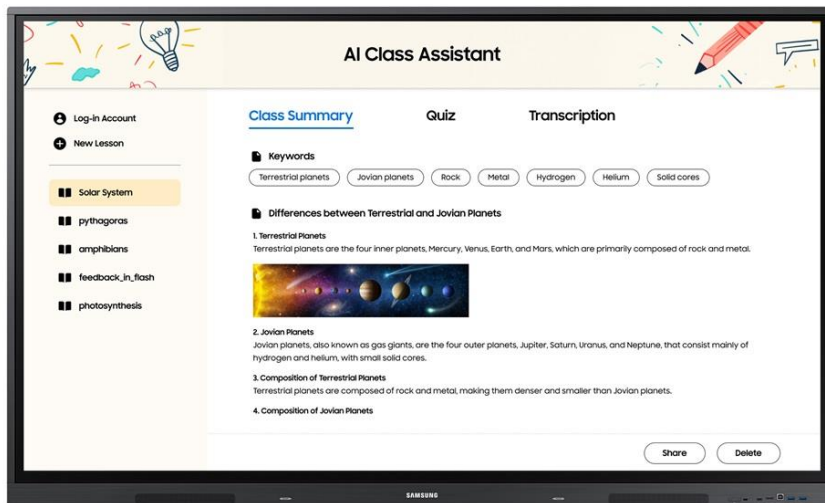 AI Class Assistant
Log-in Account
New Lesson
Solar System
pythagoras
amphibians
feedback_in_flash
photosynthesis
Class Summary
Quiz
Transcription
Keywords
Terrestrial planets
Jovian planets
Rock
Metal
Hydrogen
Helium
Solid cores
Differences between Terrestrial and Jovian Planets
1. Terrestrial Planets
Terrestrial planets are the four inner planets, Mercury, Venus, Earth, and Mars, which are primarily composed of rock and metal.
2. Jovian Planets
Jovian planets, also known as gas giants, are the four outer planets, Jupiter, Saturn, Uranus, and Neptune, that consist mainly of
hydrogen and helium, with small solid cores.
3. Composition of Terrestrial Planets
Terrestrial planets are composed of rock and metal, making them denser and smaller than Jovian planets.
4. Composition of Jovian Planets
Share
Delete
SAMSUNG